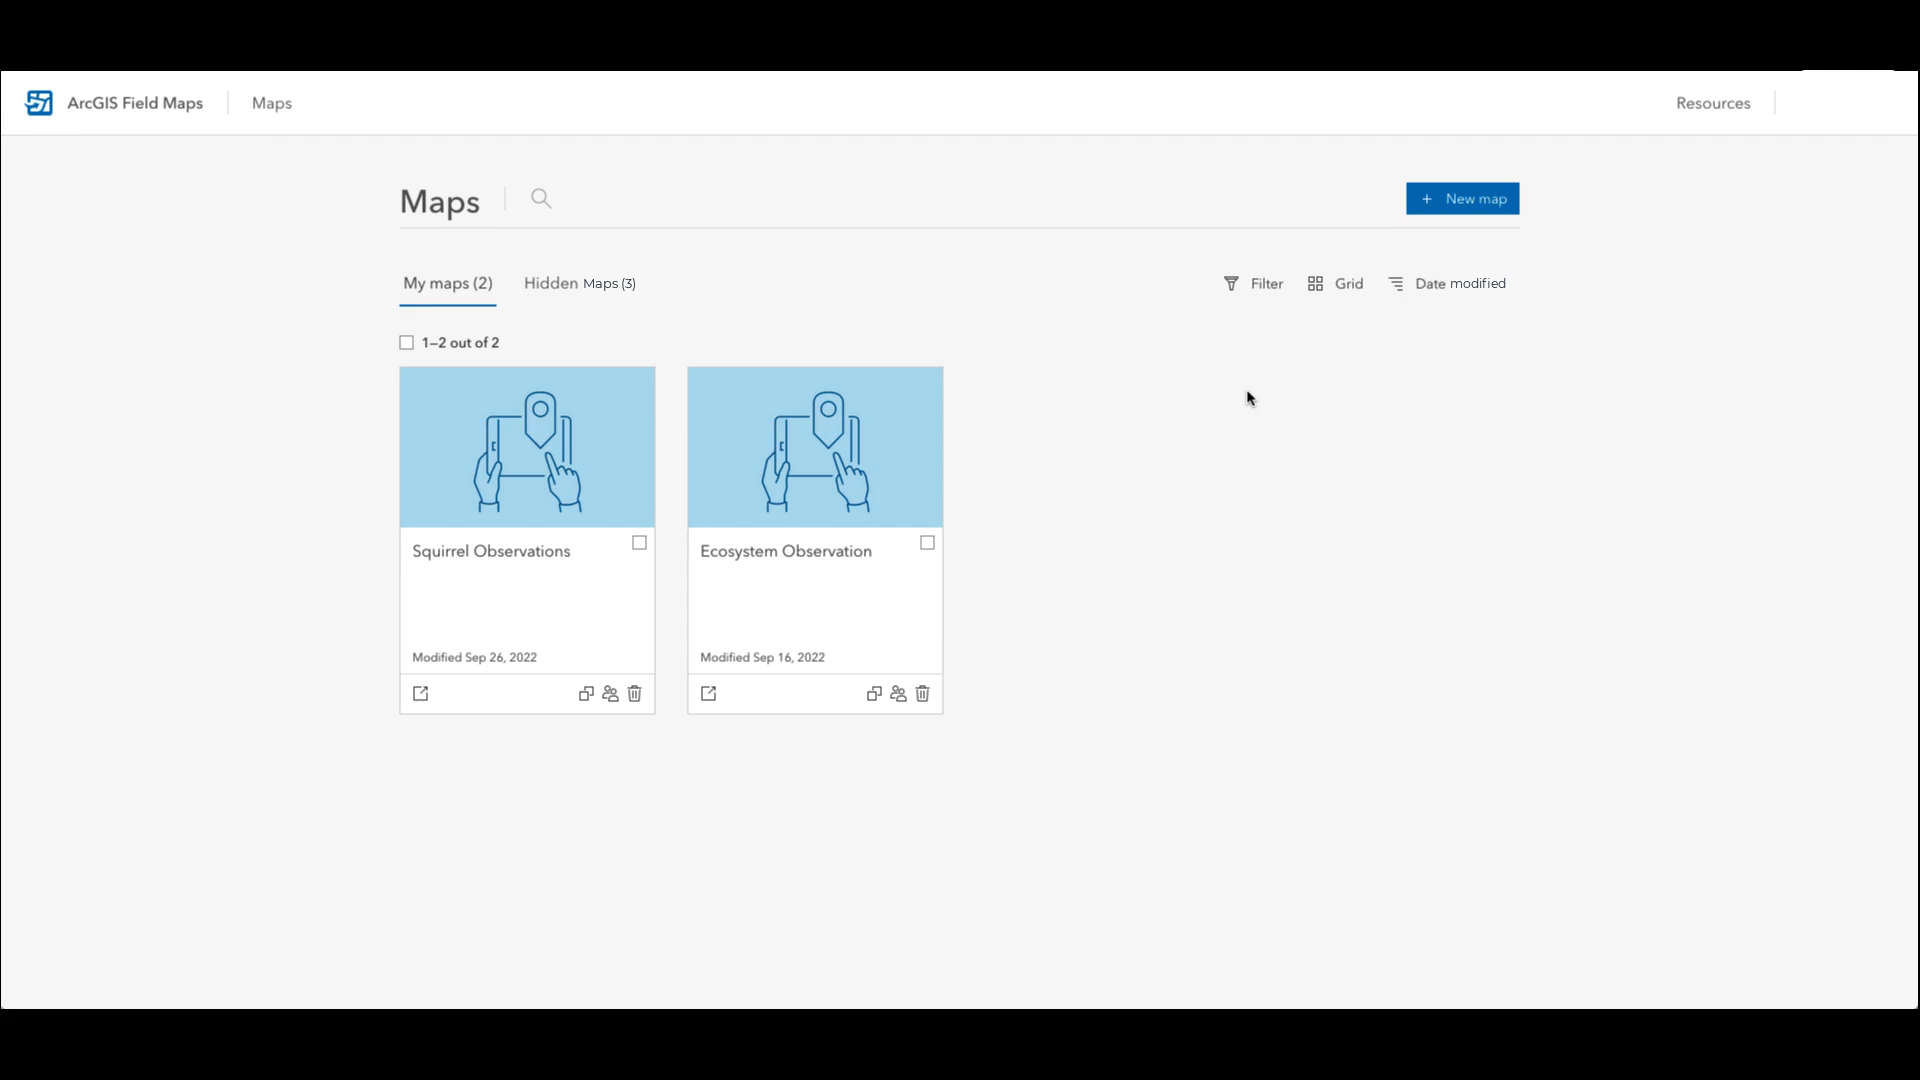 ArcGIS Field Maps Maps Resources
Maps + New map
My maps (2) Hidden Maps (3) Filter Grid Date modified
1–2 out of 2
Squirrel Observations
Modified Sep 26, 2022
Ecosystem Observation
Modified Sep 16, 2022